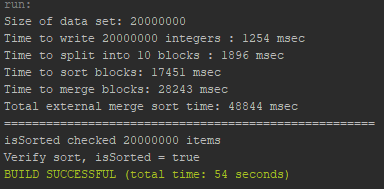 run:
Size of data set: 20000000
Time to write 20000000 integers : 1254 msec
Time to split into 10 blocks : 1896 msec
Time to sort blocks: 17451 msec
Time to merge blocks: 28243 msec
Total external merge sort time: 48844 msec
=====================================================
isSorted checked 20000000 items
Verify sort, isSorted = true
BUILD SUCCESSFUL (total time: 54 seconds)